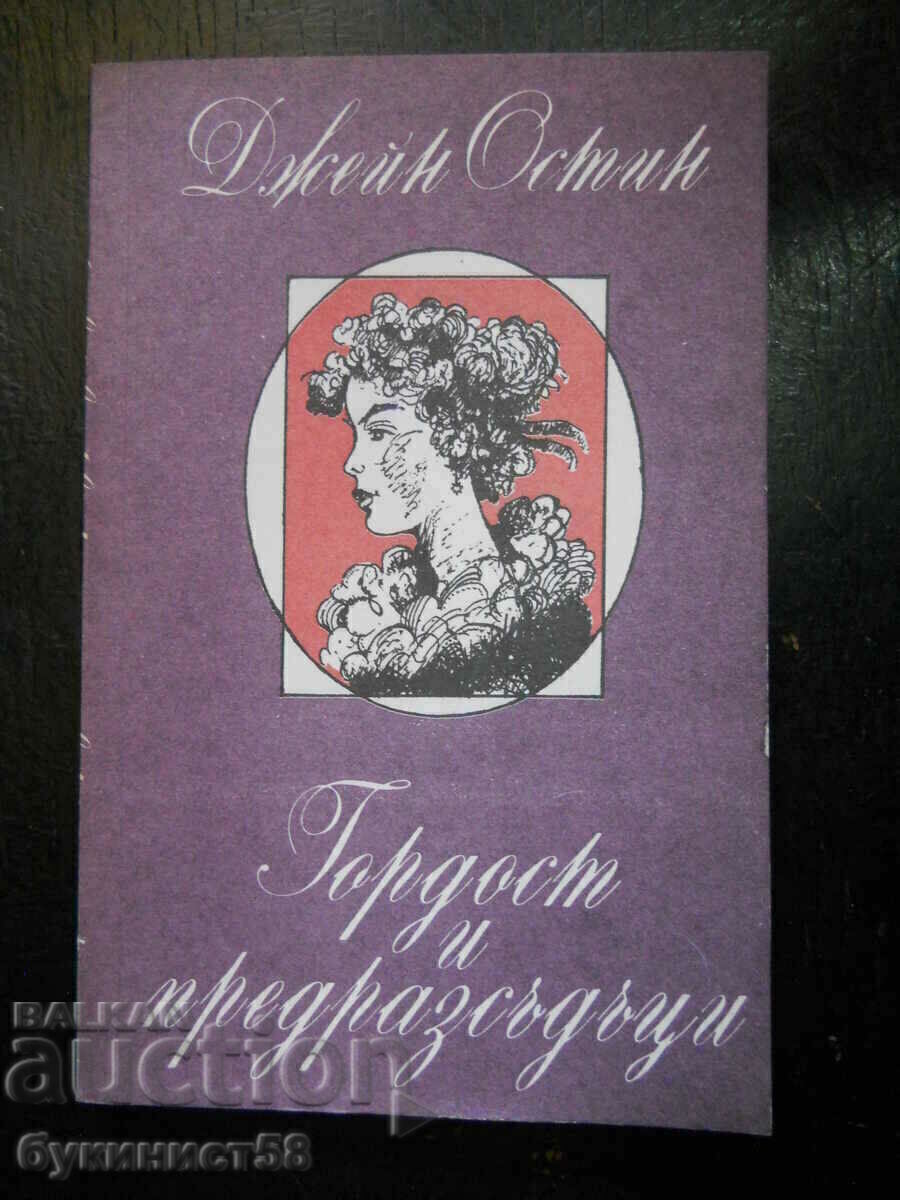 Джейн Остин
Гордост
и
предразсъдъци
BALKAN
auction
букинист58